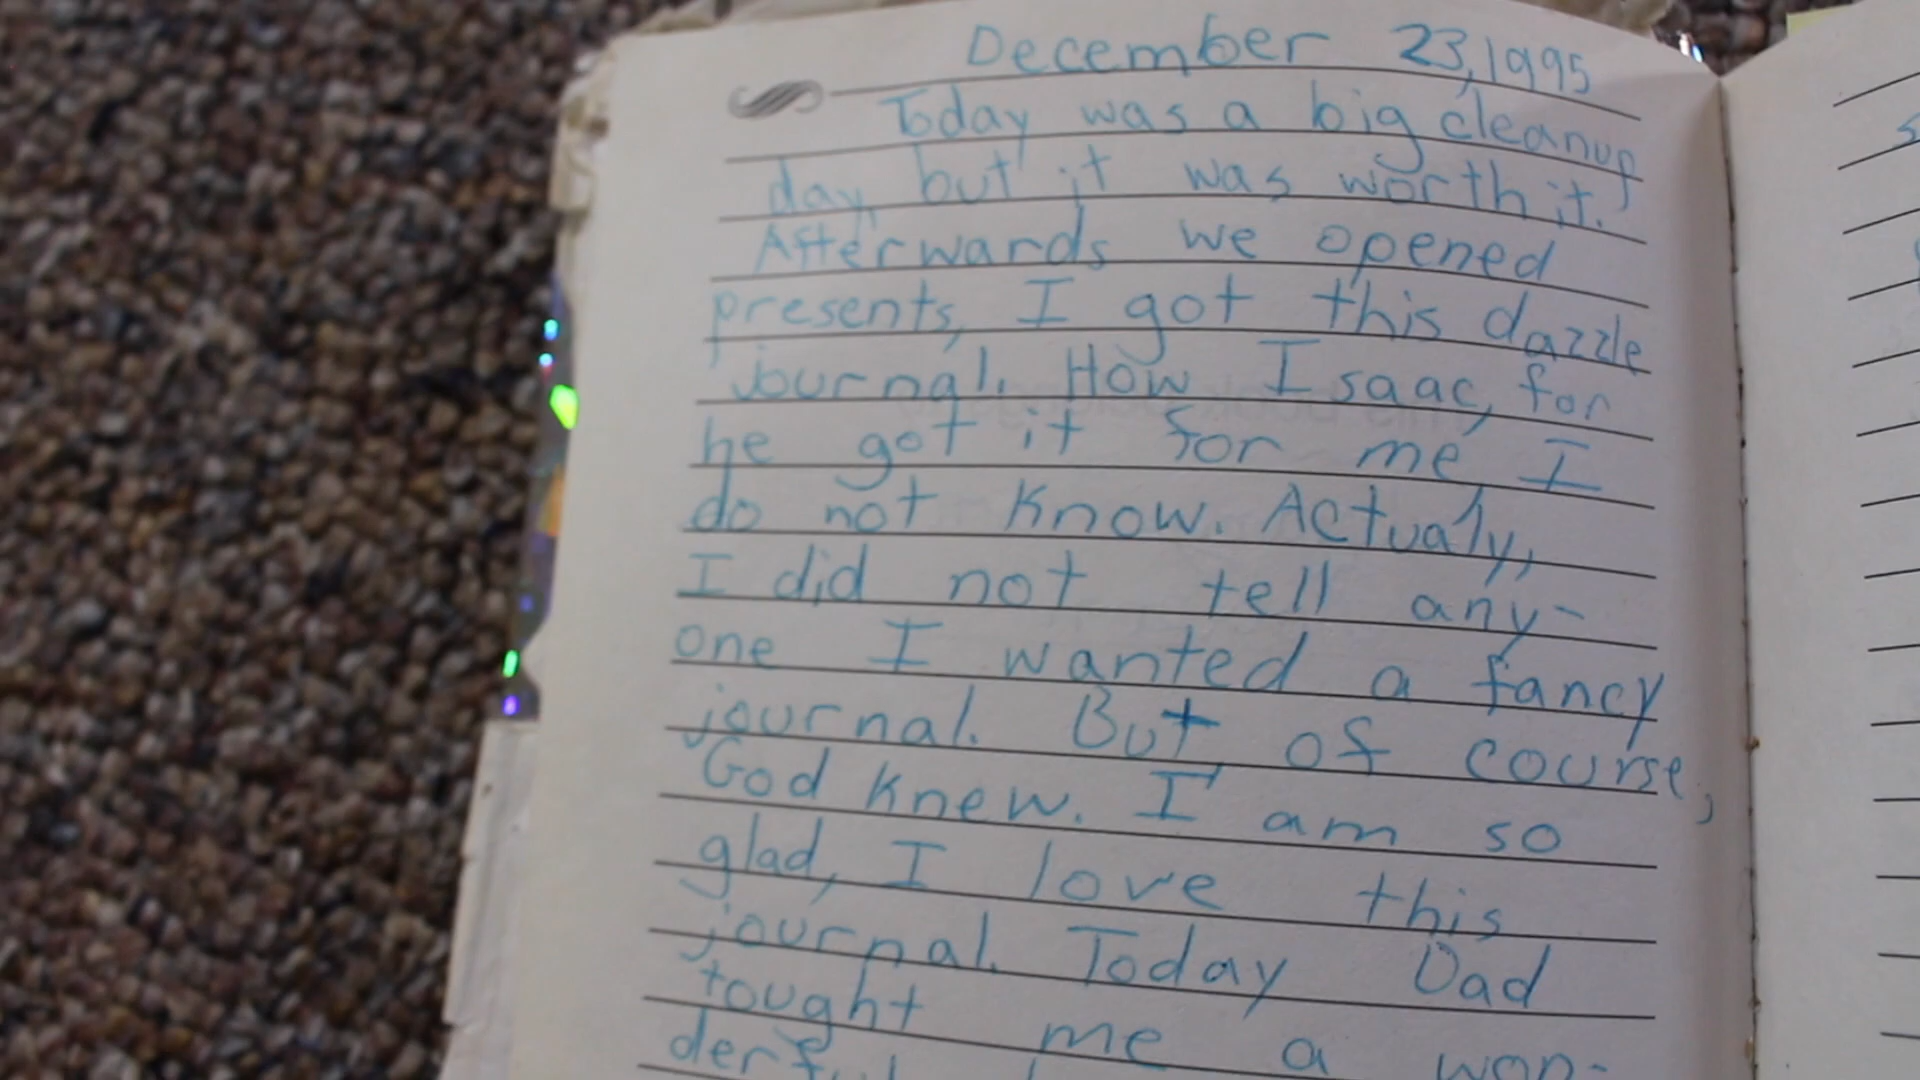 December 23, 1995
Today was a big cleanup
day, but it was worth it.
Afterwards we opened
presents, I got this dazzle
journal. How Isaac, for
he got it for me I
do not know. Actualy,
I did not tell any-
one I wanted a fancy
journal. But, of course,
God knew. I am so
glad, I love this
journal. Today Dad
tought me a won-